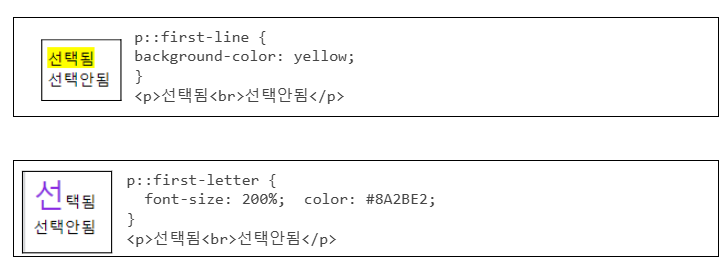 선택됨
선택안됨
p::first-line {
background-color: yellow;
}
<p>선택됨<br>선택안됨</p>
선택됨
선택안됨
p::first-letter {
font-size: 200%;  color: #8A2BE2;
}
<p>선택됨<br>선택안됨</p>